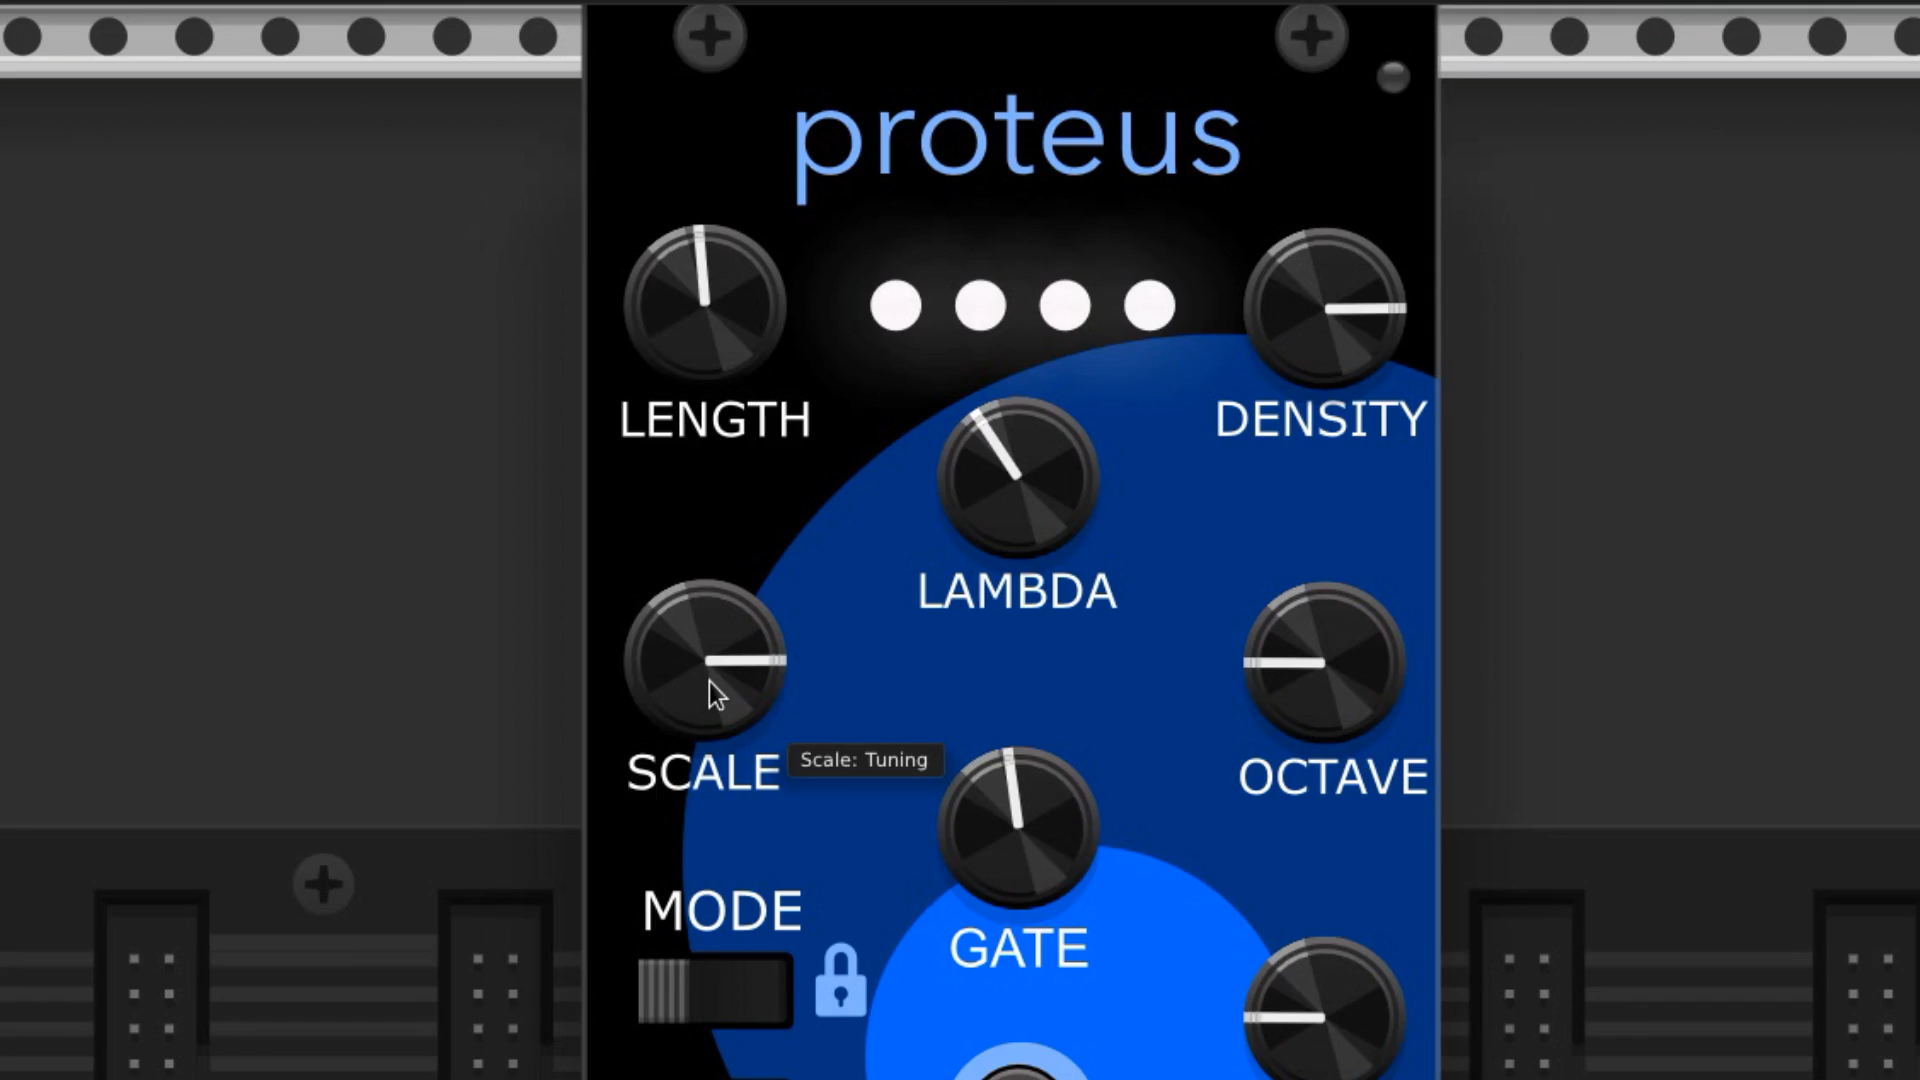 proteus
LENGTH
DENSITY
LAMBDA
SCALE
Scale: Tuning
OCTAVE
MODE
GATE